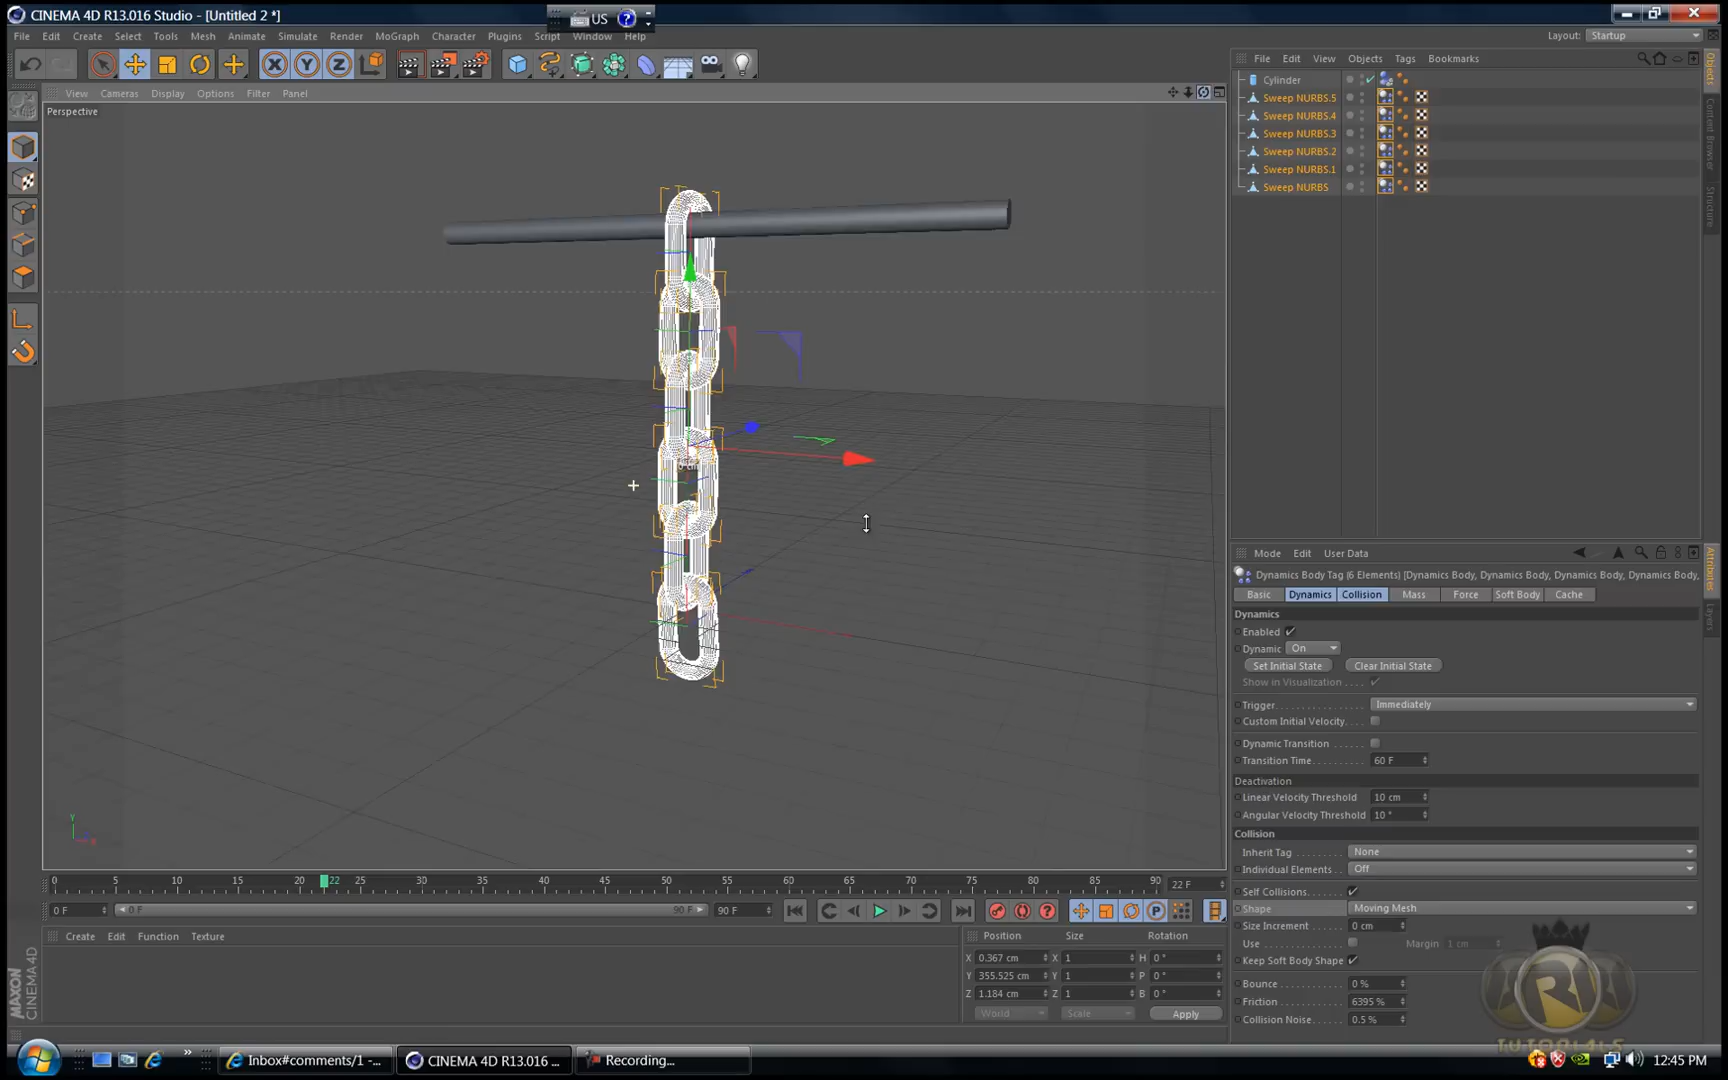 CINEMA 4D R13.016 Studio - [Untitled 2 *]
US
File Edit Create Select Tools Mesh Animate Simulate Render MoGraph Character Plugins Script Window Help
Layout: Startup
X Y Z
File Edit View Objects Tags Bookmarks
View Cameras Display Options Filter Panel
Perspective
Cylinder
Sweep NURBS.5
Sweep NURBS.4
Sweep NURBS.3
Sweep NURBS.2
Sweep NURBS.1
Sweep NURBS
Objects
Content Browser
Structure
Mode Edit User Data
Dynamics Body Tag (6 Elements) [Dynamics Body, Dynamics Body, Dynamics Body, Dynamics Body,
Basic Dynamics Collision Mass Force Soft Body Cache
Attributes
Layers
Dynamics
Enabled
Dynamic On
Set Initial State Clear Initial State
Show in Visualization
Trigger Immediately
Custom Initial Velocity
Dynamic Transition
Transition Time 60 F
Deactivation
Linear Velocity Threshold 10 cm
Angular Velocity Threshold 10 °
Collision
Inherit Tag None
Individual Elements Off
Self Collisions
Shape Moving Mesh
Size Increment 0 cm
Use Margin 1 cm
Keep Soft Body Shape
Bounce 0 %
Friction 6395 %
Collision Noise 0.5 %
Y
0 5 10 15 20 22 25 30 35 40 45 50 55 60 65 70 75 80 85 90 22 F
0 F 0 F 90 F 90 F
Create Edit Function Texture
Position Size Rotation
X 0.367 cm X 1 H 0 °
Y 355.525 cm Y 1 P 0 °
Z 1.184 cm Z 1 B 0 °
World Scale Apply
MAXON
CINEMA 4D
TUTORIALS
Inbox#comments/1 -... CINEMA 4D R13.016 ... Recording... 12:45 PM